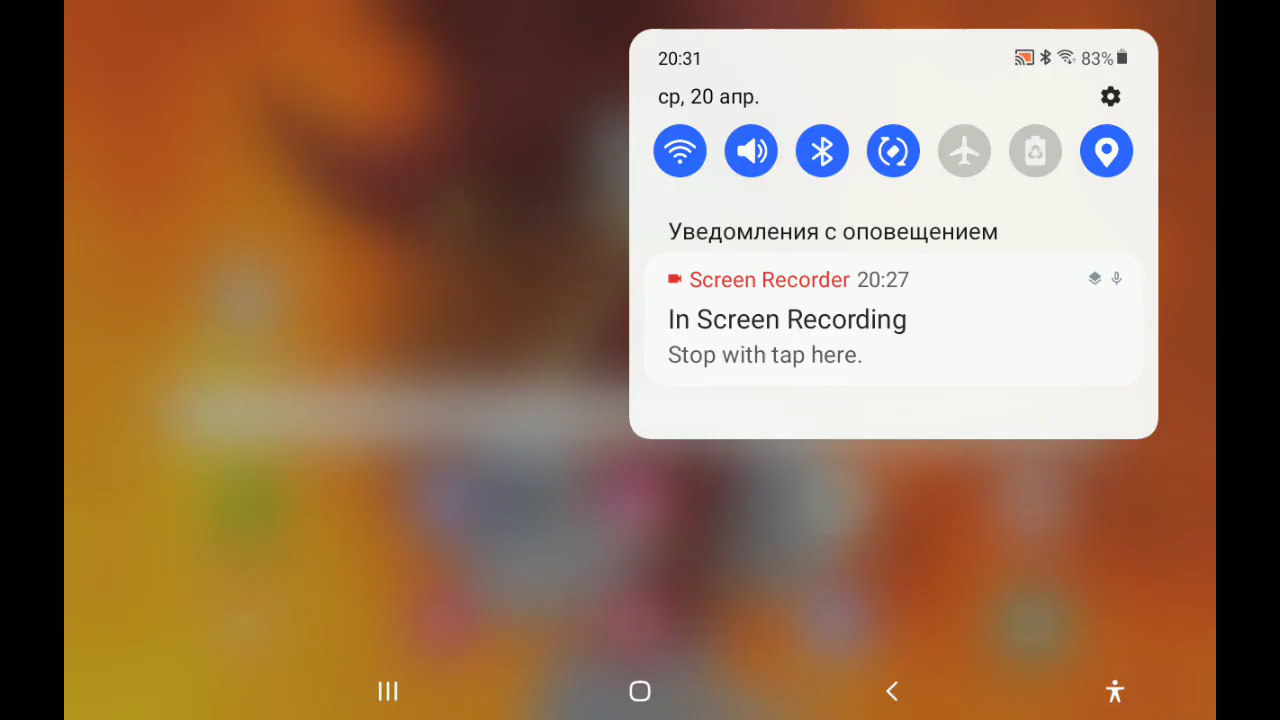 20:31 83%
ср, 20 апр.
Уведомления с оповещением
Screen Recorder 20:27
In Screen Recording
Stop with tap here.